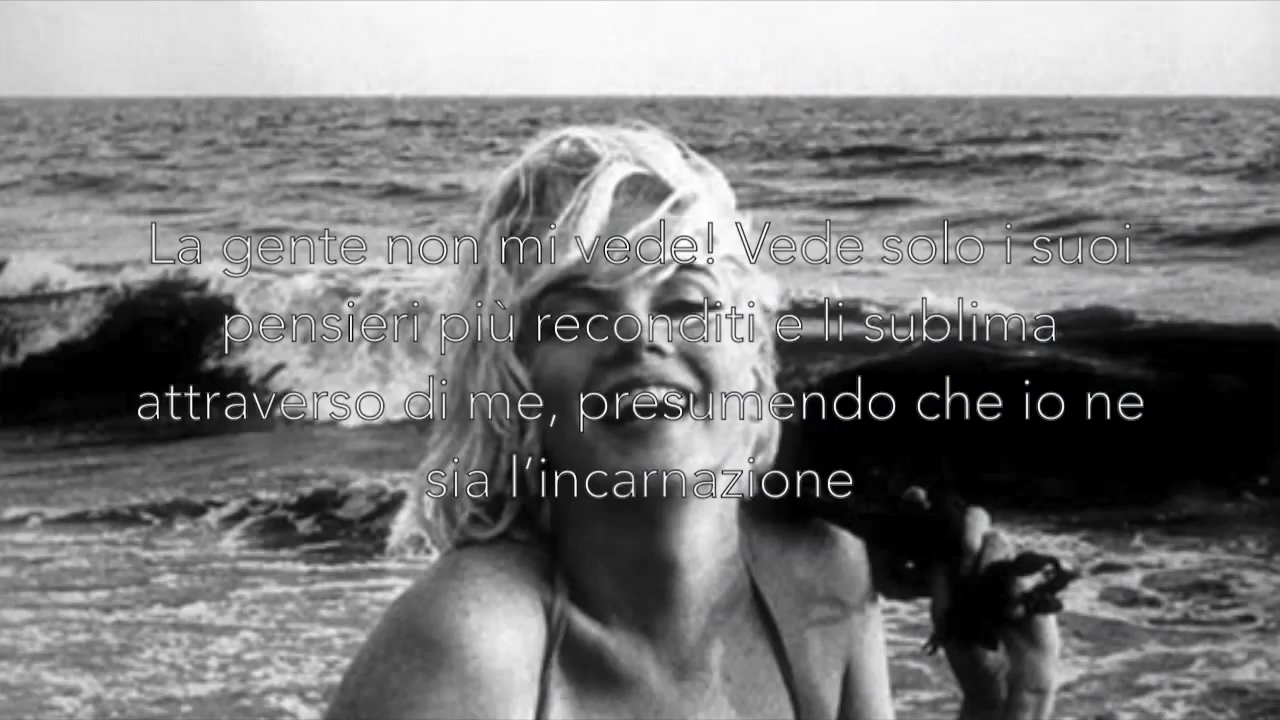 La gente non mi vede! Vede solo i suoi
pensieri più reconditi e li sublima
attraverso di me, presumendo che io ne
sia l’incarnazione